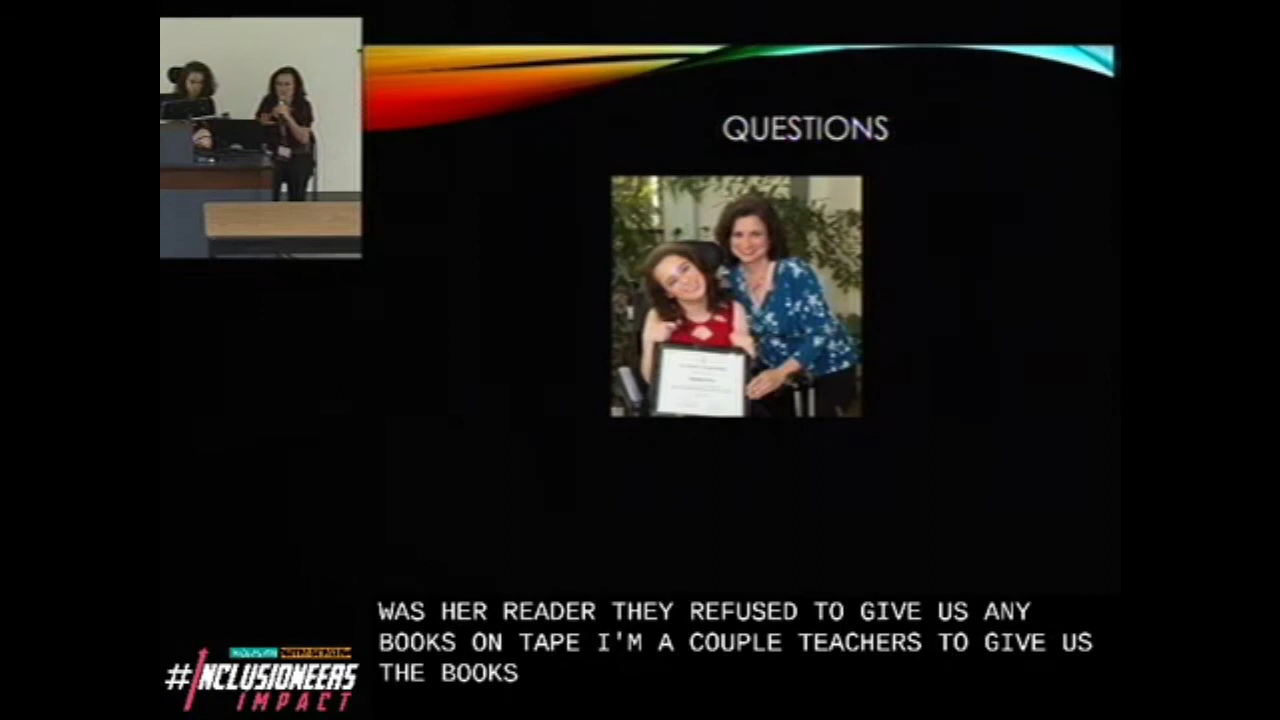 QUESTIONS
WAS HER READER THEY REFUSED TO GIVE US ANY
BOOKS ON TAPE I'M A COUPLE TEACHERS TO GIVE US
THE BOOKS
#INCLUSIONEERS
IMPACT